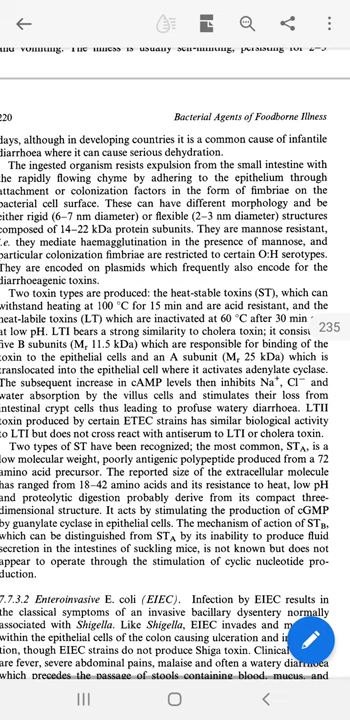 and vomiting. The illness is usually self-limiting, persisting for 2–3
220 Bacterial Agents of Foodborne Illness
days, although in developing countries it is a common cause of infantile
diarrhoea where it can cause serious dehydration.
The ingested organism resists expulsion from the small intestine with
the rapidly flowing chyme by adhering to the epithelium through
attachment or colonization factors in the form of fimbriae on the
bacterial cell surface. These can have different morphology and be
either rigid (6–7 nm diameter) or flexible (2–3 nm diameter) structures
composed of 14–22 kDa protein subunits. They are mannose resistant,
i.e. they mediate haemagglutination in the presence of mannose, and
particular colonization fimbriae are restricted to certain O:H serotypes.
They are encoded on plasmids which frequently also encode for the
diarrhoeagenic toxins.
Two toxin types are produced: the heat-stable toxins (ST), which can
withstand heating at 100 °C for 15 min and are acid resistant, and the
heat-labile toxins (LT) which are inactivated at 60 °C after 30 min
at low pH. LTI bears a strong similarity to cholera toxin; it consis
235
five B subunits (Mr 11.5 kDa) which are responsible for binding of the
toxin to the epithelial cells and an A subunit (Mr 25 kDa) which is
translocated into the epithelial cell where it activates adenylate cyclase.
The subsequent increase in cAMP levels then inhibits Na+, Cl− and
water absorption by the villus cells and stimulates their loss from
intestinal crypt cells thus leading to profuse watery diarrhoea. LTII
toxin produced by certain ETEC strains has similar biological activity
to LTI but does not cross react with antiserum to LTI or cholera toxin.
Two types of ST have been recognized; the most common, STA, is a
low molecular weight, poorly antigenic polypeptide produced from a 72
amino acid precursor. The reported size of the extracellular molecule
has ranged from 18–42 amino acids and its resistance to heat, low pH
and proteolytic digestion probably derive from its compact three-
dimensional structure. It acts by stimulating the production of cGMP
by guanylate cyclase in epithelial cells. The mechanism of action of STB,
which can be distinguished from STA by its inability to produce fluid
secretion in the intestines of suckling mice, is not known but does not
appear to operate through the stimulation of cyclic nucleotide pro-
duction.
7.7.3.2 Enteroinvasive E. coli (EIEC). Infection by EIEC results in
the classical symptoms of an invasive bacillary dysentery normally
associated with Shigella. Like Shigella, EIEC invades and m
within the epithelial cells of the colon causing ulceration and in
tion, though EIEC strains do not produce Shiga toxin. Clinical
are fever, severe abdominal pains, malaise and often a watery diarrhoea
which precedes the passage of stools containing blood, mucus, and